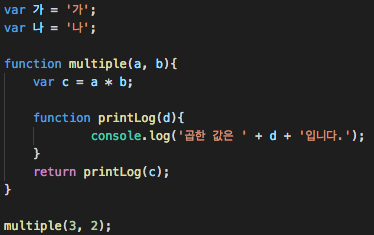 var 가 = '가';
var 나 = '나';
function multiple(a, b){
var c = a * b;
function printLog(d){
console.log('곱한 값은 ' + d + '입니다.');
}
return printLog(c);
}
multiple(3, 2);